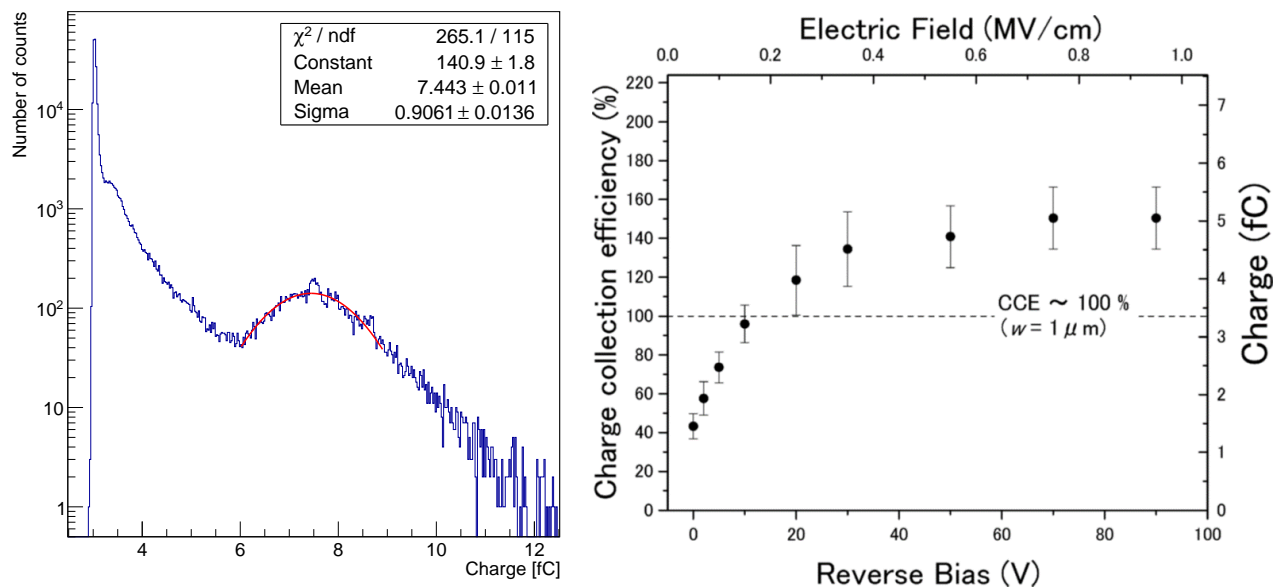 Number of counts
χ² / ndf 265.1 / 115
Constant 140.9 ± 1.8
Mean 7.443 ± 0.011
Sigma 0.9061 ± 0.0136
10⁴
10³
10²
10
1
4 6 8 10 12
Charge [fC]
Electric Field (MV/cm)
0.0 0.2 0.4 0.6 0.8 1.0
Charge collection efficiency (%)
220
200
180
160
140
120
100
80
60
40
20
0
CCE ～ 100 %
(w = 1 μm)
7
6
5
4
3
2
1
0
Charge (fC)
0 20 40 60 80 100
Reverse Bias (V)